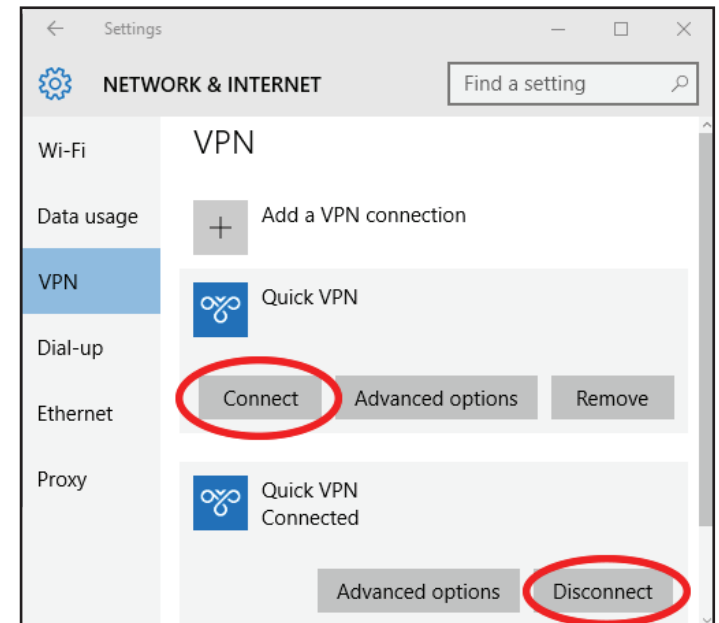 Settings
NETWORK & INTERNET
Find a setting
Wi-Fi
Data usage
VPN
Dial-up
Ethernet
Proxy
VPN
Add a VPN connection
Quick VPN
Connect Advanced options Remove
Quick VPN
Connected
Advanced options Disconnect